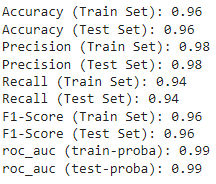 Accuracy (Train Set): 0.96
Accuracy (Test Set): 0.96
Precision (Train Set): 0.98
Precision (Test Set): 0.98
Recall (Train Set): 0.94
Recall (Test Set): 0.94
F1-Score (Train Set): 0.96
F1-Score (Test Set): 0.96
roc_auc (train-proba): 0.99
roc_auc (test-proba): 0.99